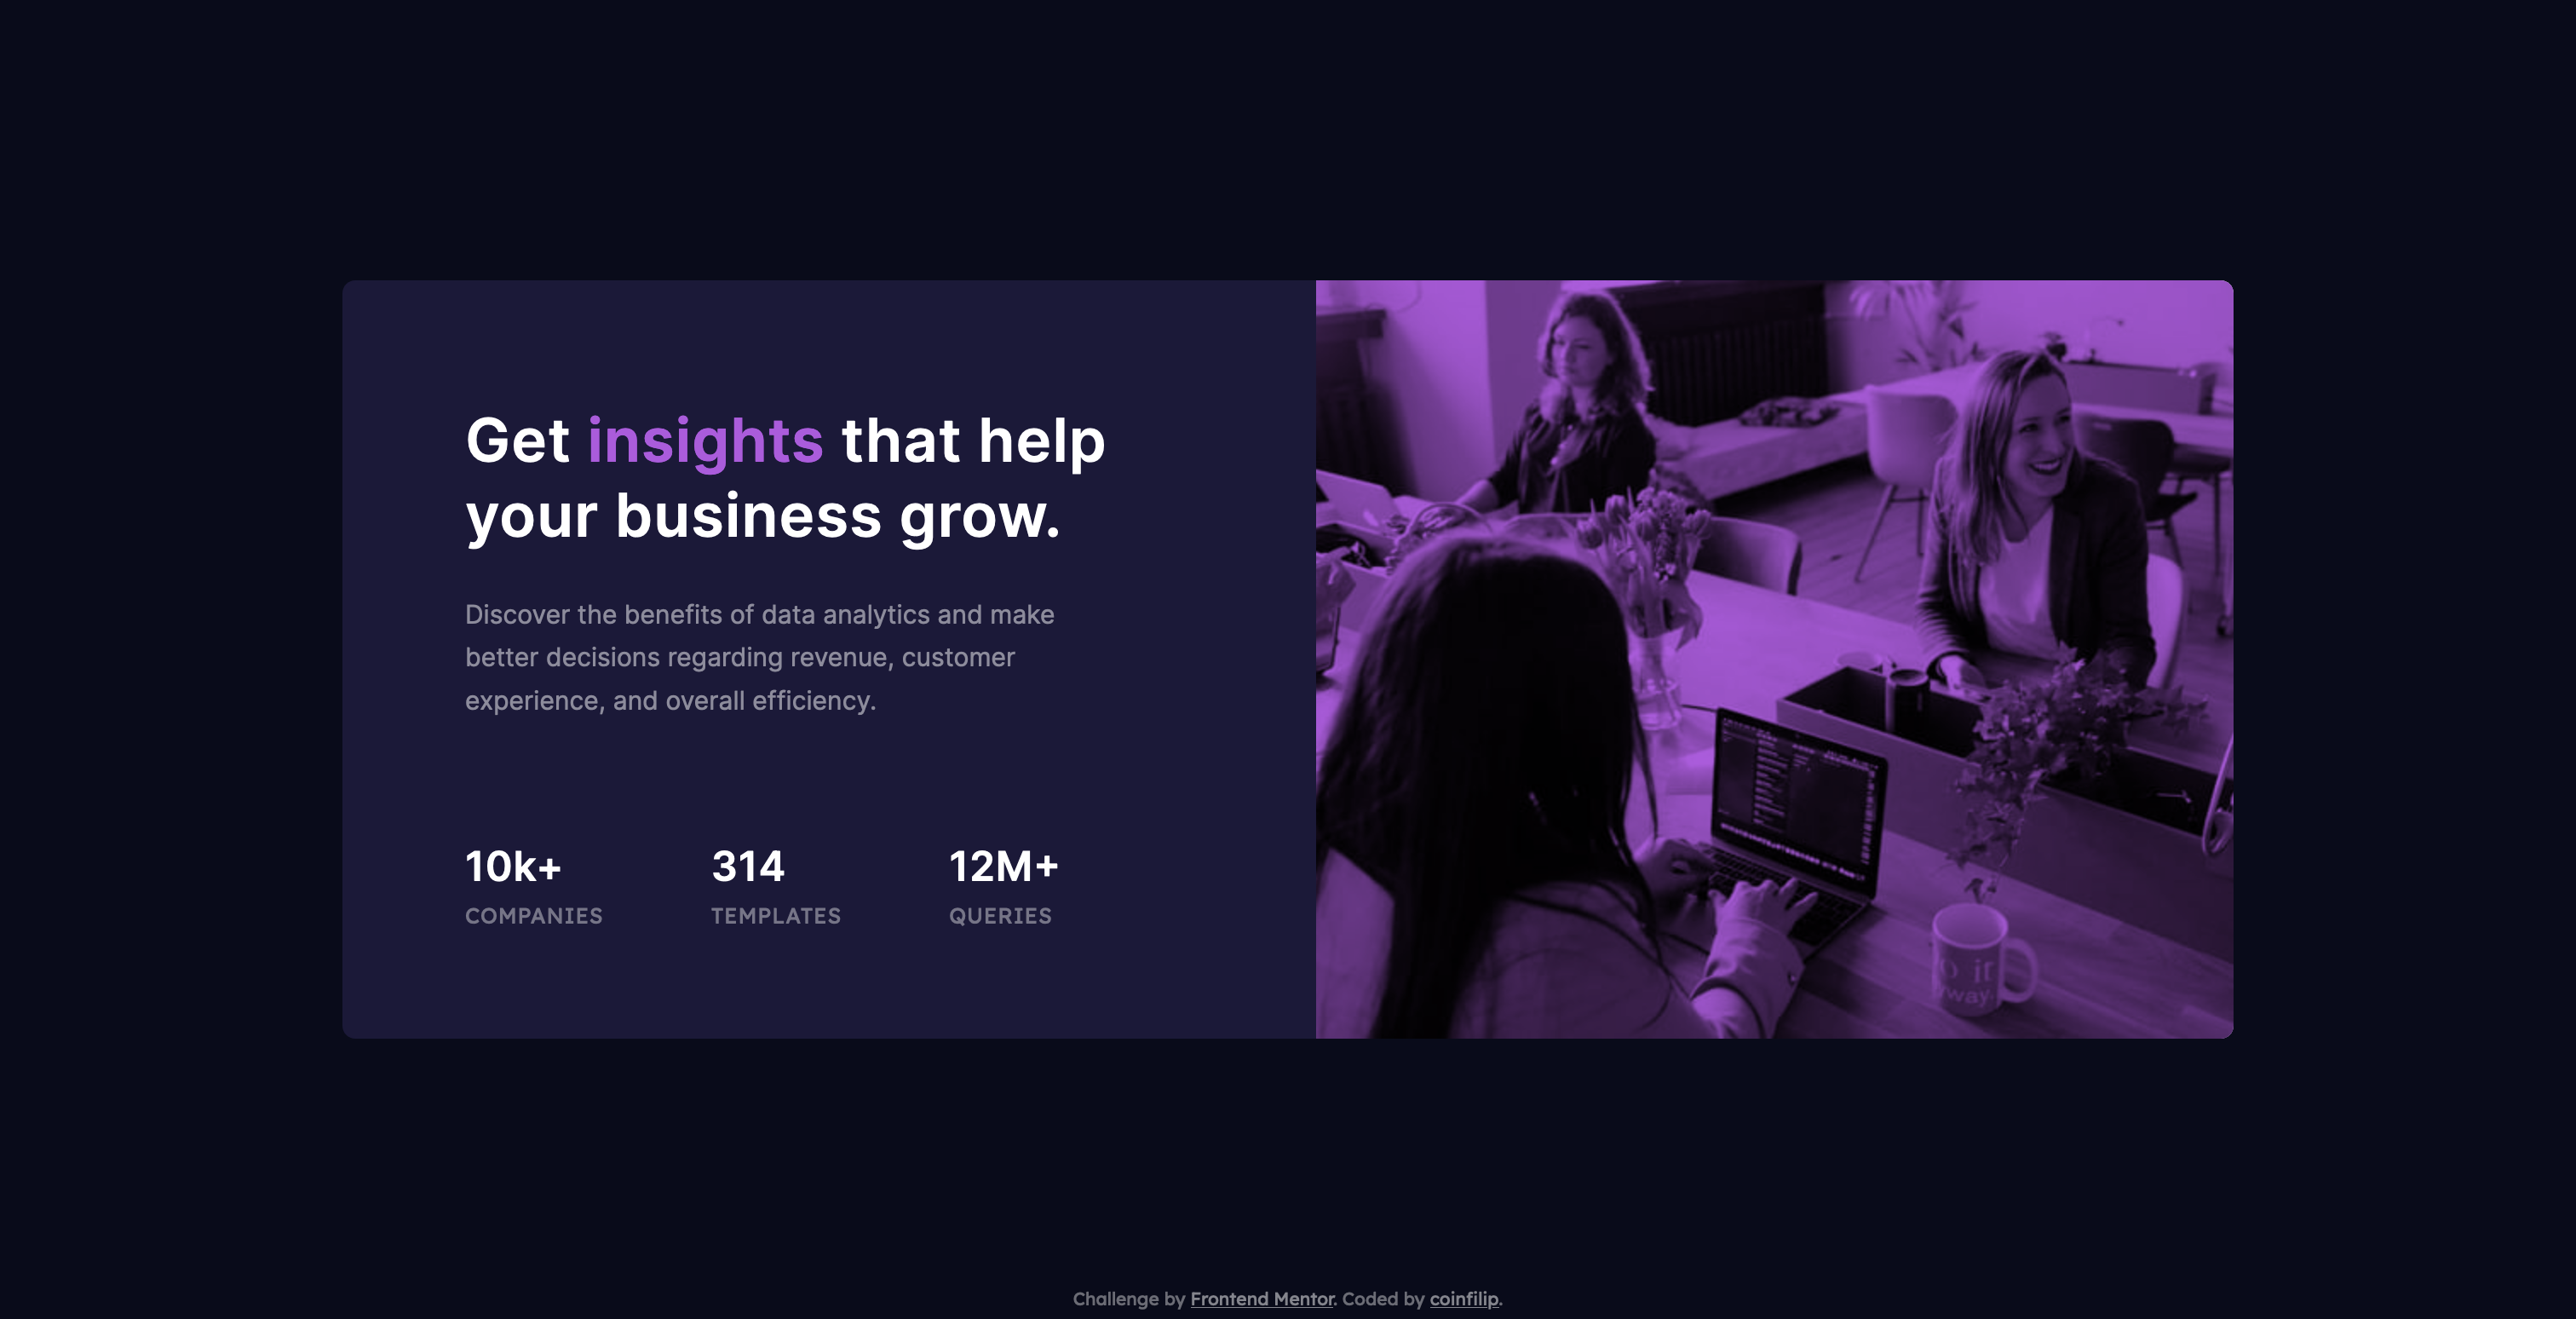 Get insights that help
your business grow.
Discover the benefits of data analytics and make
better decisions regarding revenue, customer
experience, and overall efficiency.
10k+ 314 12M+
COMPANIES TEMPLATES QUERIES
Challenge by Frontend Mentor. Coded by coinfilip.